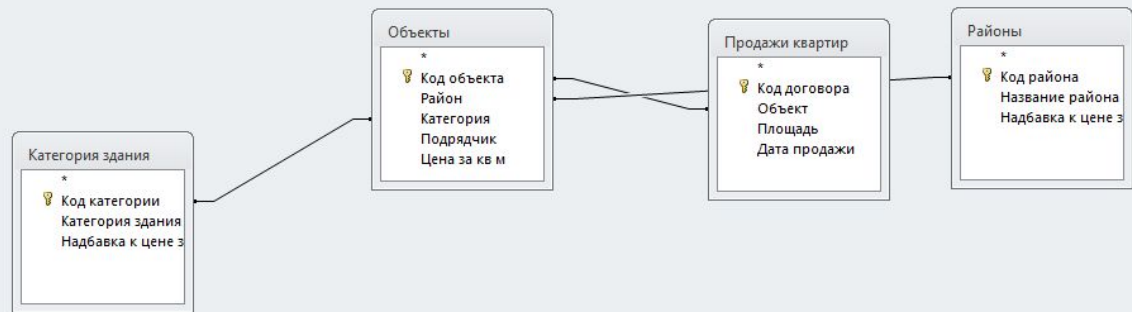 Объекты
*
Код объекта
Район
Категория
Подрядчик
Цена за кв м
Продажи квартир
*
Код договора
Объект
Площадь
Дата продажи
Районы
*
Код района
Название района
Надбавка к цене з
Категория здания
*
Код категории
Категория здания
Надбавка к цене з